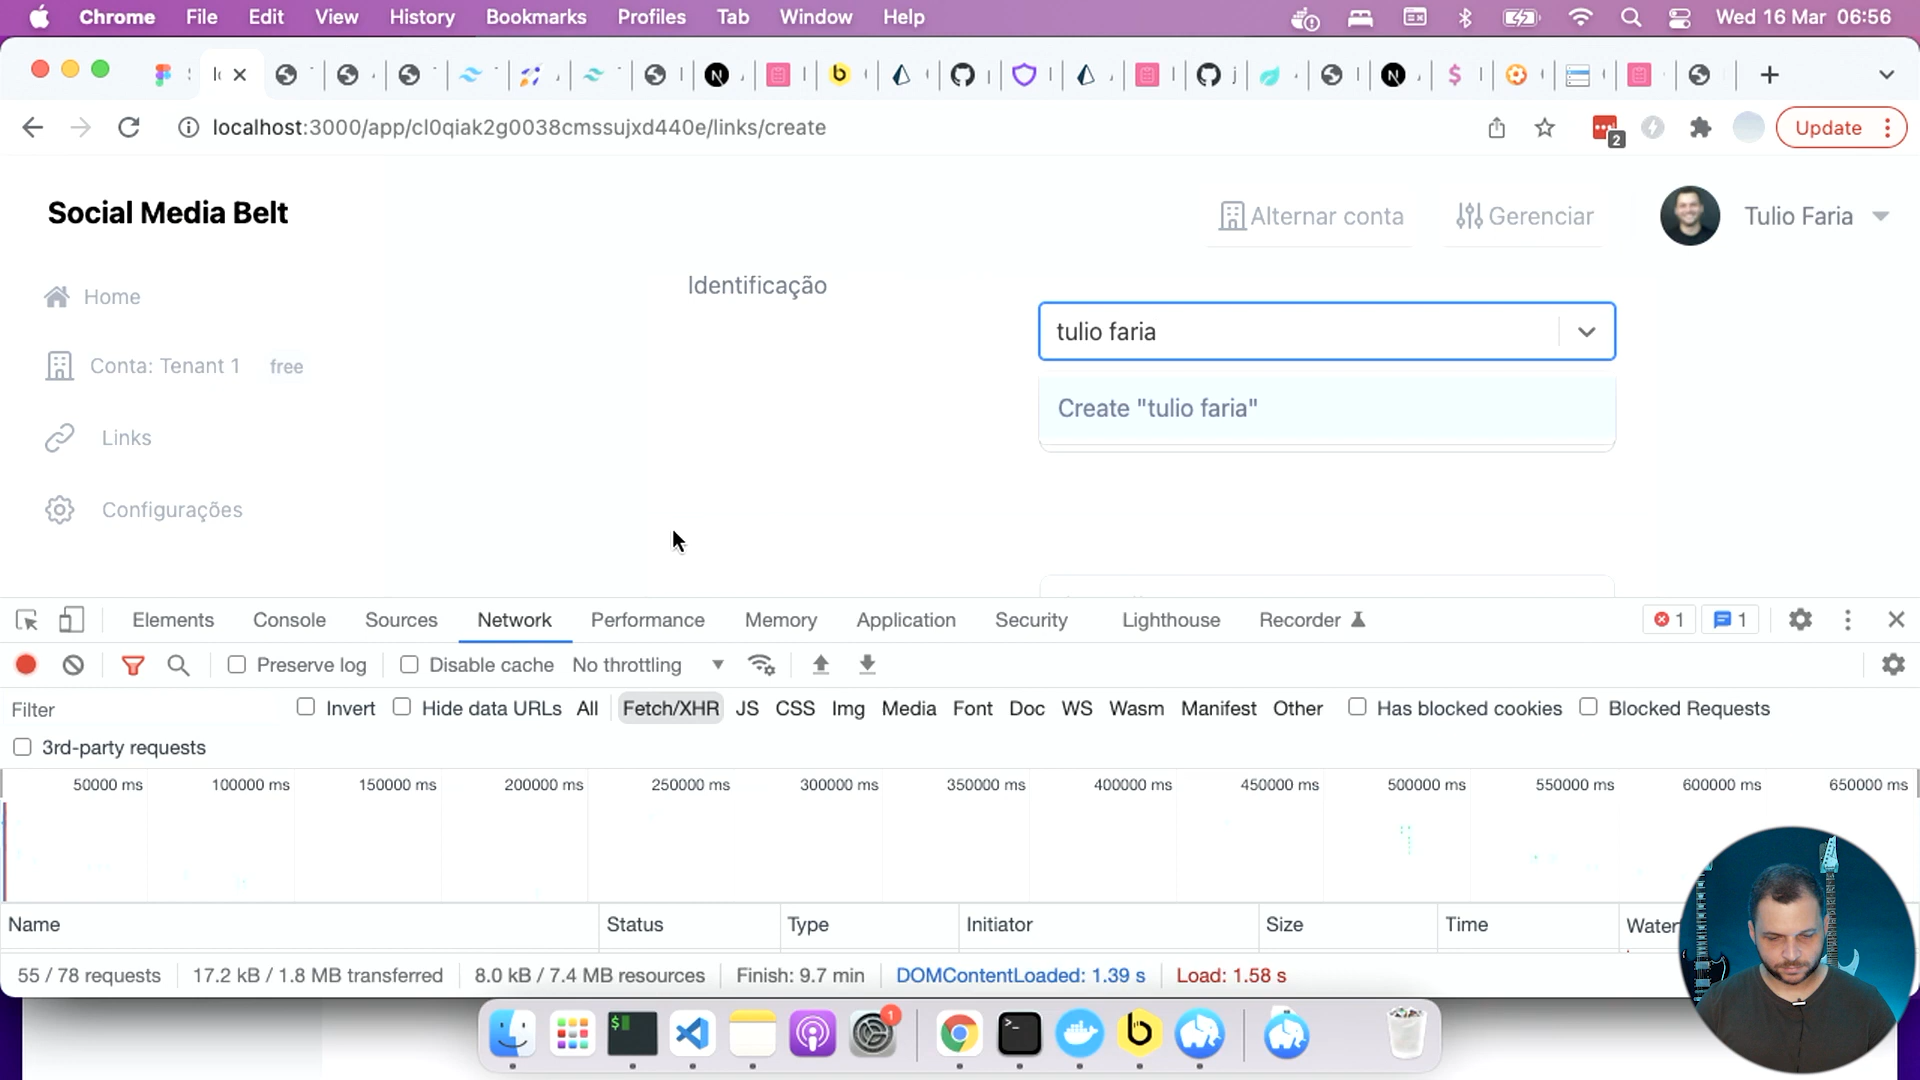 Chrome File Edit View History Bookmarks Profiles Tab Window Help Wed 16 Mar 06:56
localhost:3000/app/cl0qiak2g0038cmssujxd440e/links/create 2 Update
Social Media Belt
Alternar conta Gerenciar Tulio Faria
Identificação
Home
tulio faria
Conta: Tenant 1 free
Create "tulio faria"
Links
Configurações
Elements Console Sources Network Performance Memory Application Security Lighthouse Recorder 1 1
Preserve log Disable cache No throttling
Filter Invert Hide data URLs All Fetch/XHR JS CSS Img Media Font Doc WS Wasm Manifest Other Has blocked cookies Blocked Requests
3rd-party requests
50000 ms 100000 ms 150000 ms 200000 ms 250000 ms 300000 ms 350000 ms 400000 ms 450000 ms 500000 ms 550000 ms 600000 ms 650000 ms
Name Status Type Initiator Size Time
55 / 78 requests 17.2 kB / 1.8 MB transferred 8.0 kB / 7.4 MB resources Finish: 9.7 min DOMContentLoaded: 1.39 s Load: 1.58 s
1